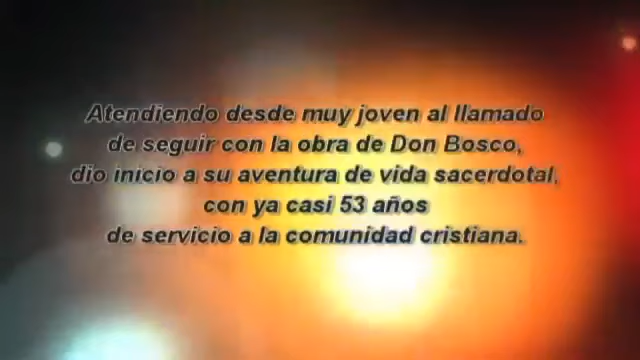 Atendiendo desde muy joven al llamado
de seguir con la obra de Don Bosco,
dio inicio a su aventura de vida sacerdotal,
con ya casi 53 años
de servicio a la comunidad cristiana.